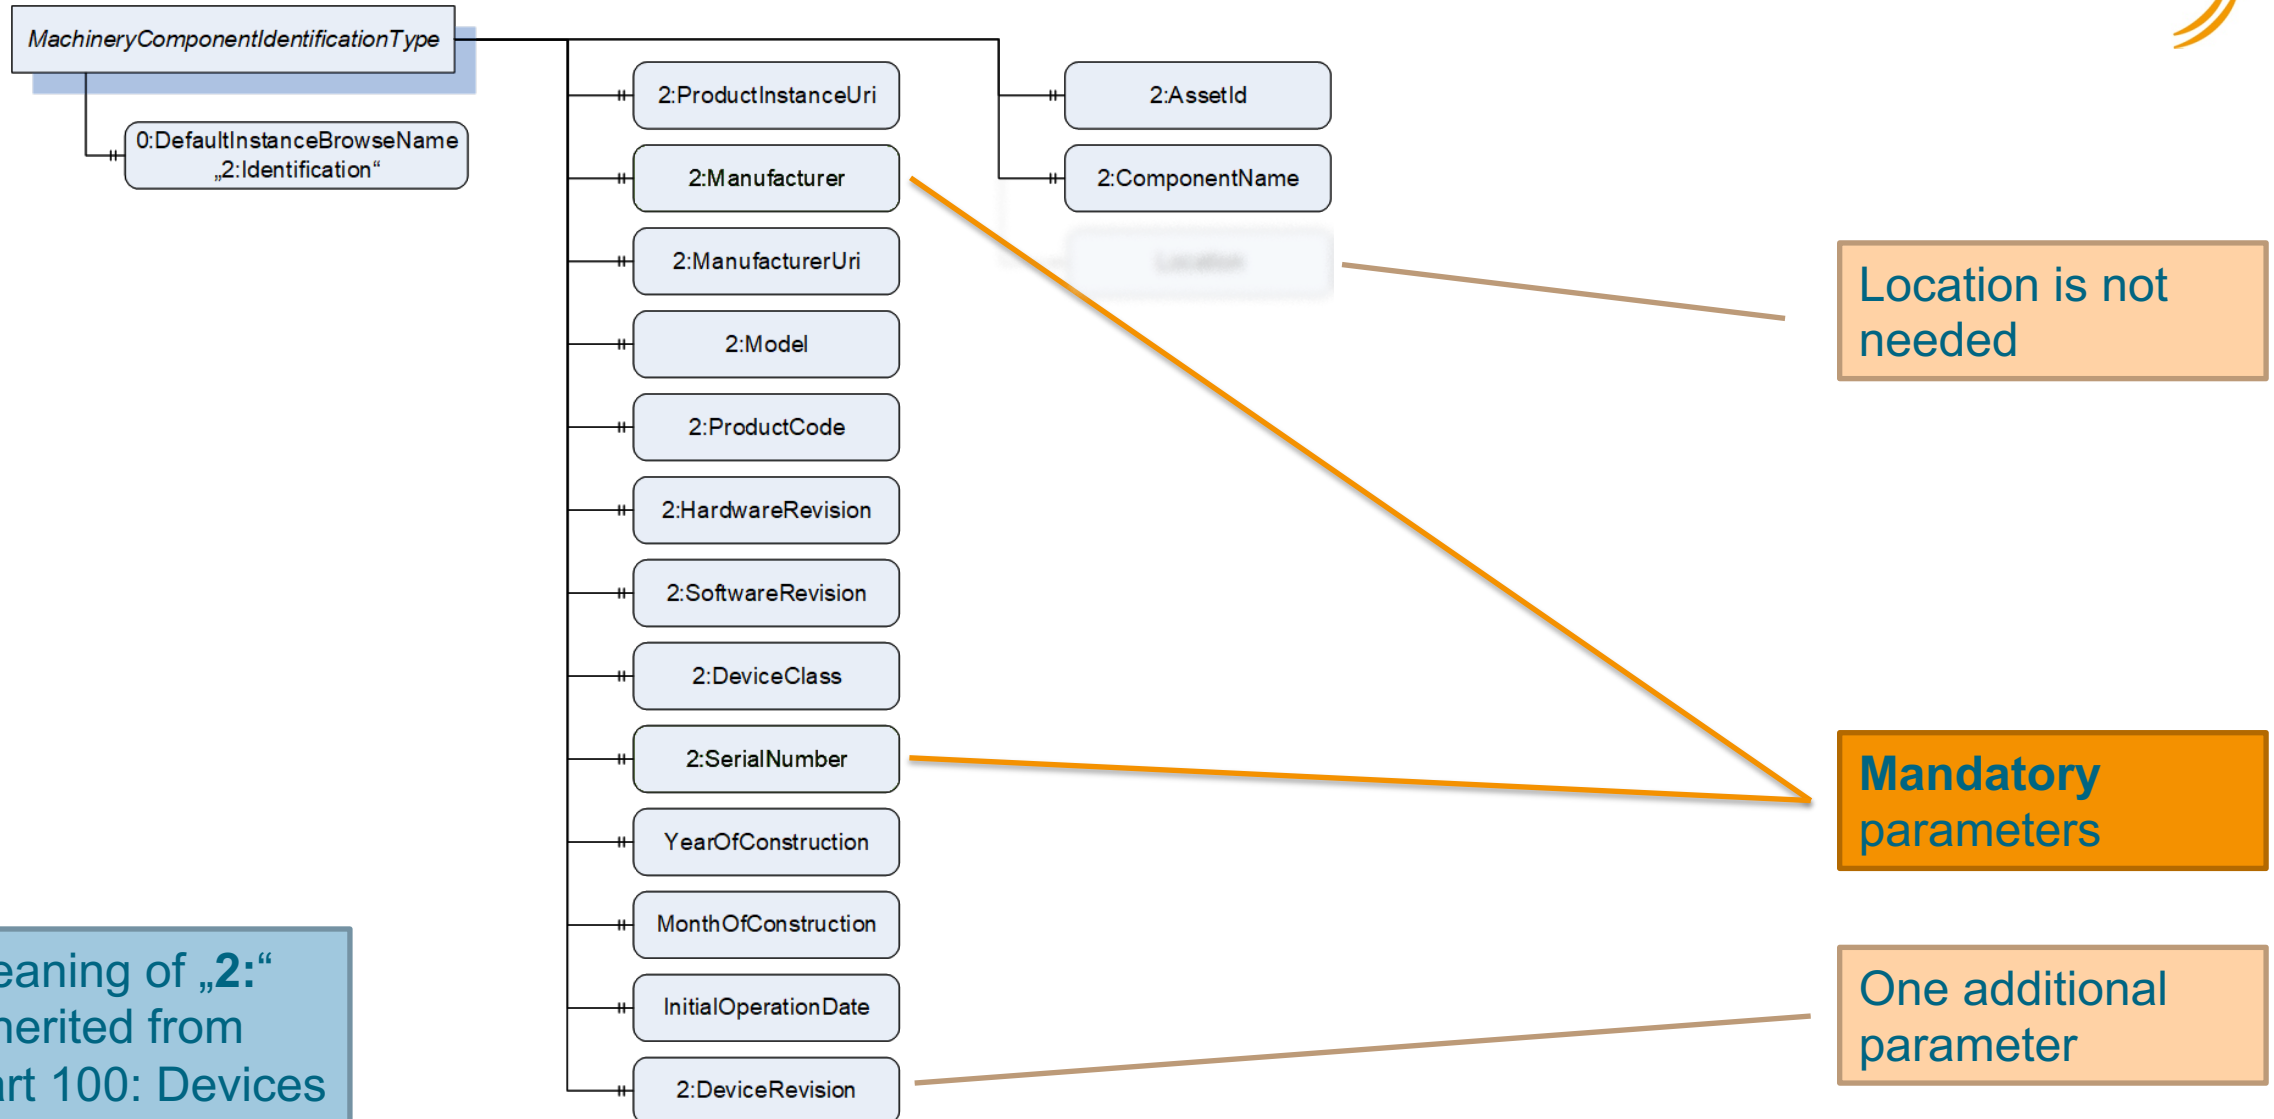 MachineryComponentIdentificationType
0:DefaultInstanceBrowseName
„2:Identification“
2:ProductInstanceUri
2:Manufacturer
2:ManufacturerUri
2:Model
2:ProductCode
2:HardwareRevision
2:SoftwareRevision
2:DeviceClass
2:SerialNumber
YearOfConstruction
MonthOfConstruction
InitialOperationDate
2:DeviceRevision
2:AssetId
2:ComponentName
Location
Location is not
needed
Mandatory
parameters
One additional
parameter
eaning of „2:“
herited from
art 100: Devices